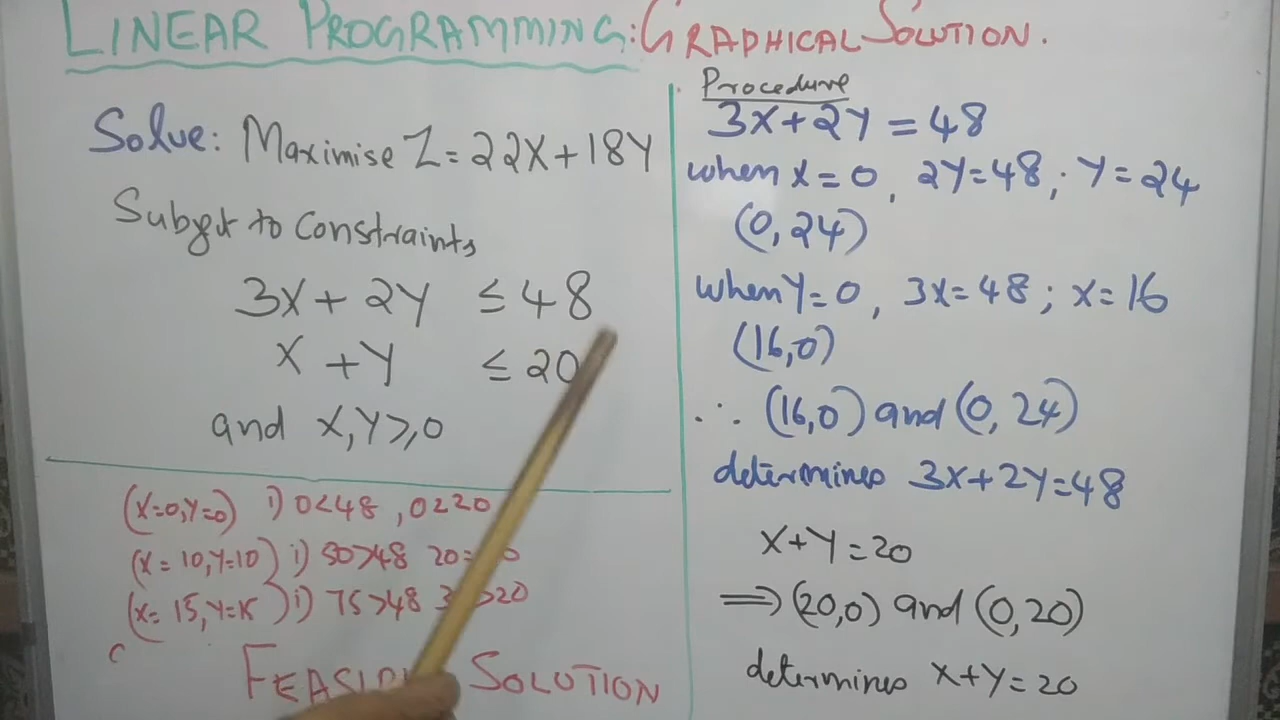 LINEAR PROGRAMMING: GRAPHICAL SOLUTION.
Solve: Maximise Z=22X+18Y
Subject to Constraints
3X+2Y ≤48
X+Y ≤20
and X,Y≥0
(X=0,Y=0) i) 0<48, 0<20
(X=10,Y=10) i) 50>48 20=
(X=15,Y=15) i) 75>48 >20
SOLUTION
Procedure
3X+2Y=48
when X=0, 2Y=48; Y=24
(0,24)
when Y=0, 3X=48; X=16
(16,0)
∴ (16,0) and (0,24)
determines 3X+2Y=48
X+Y=20
⟹(20,0) and (0,20)
determines X+Y=20